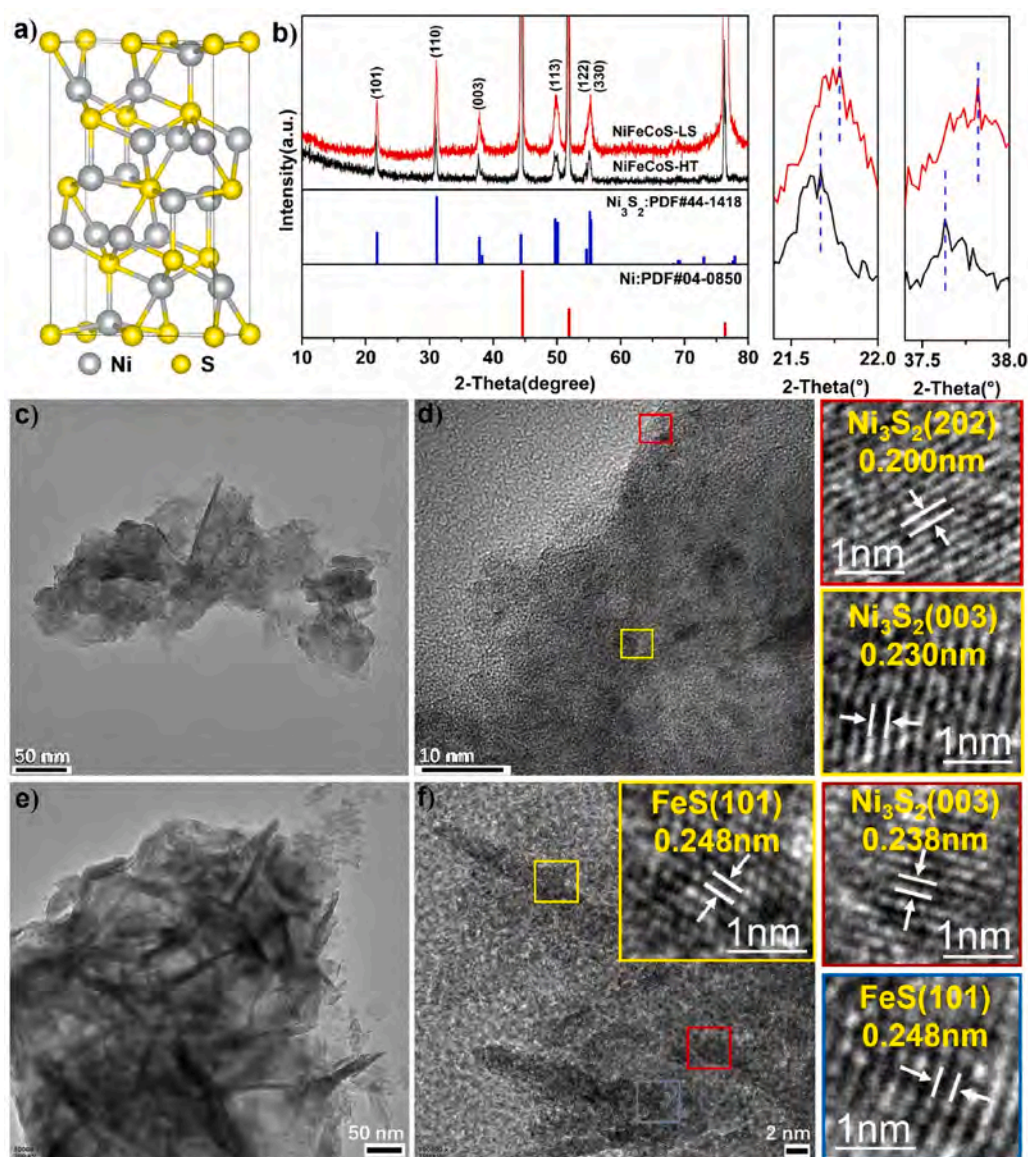 a)
Ni
S
b)
Intensity(a.u.)
(101)
(110)
(003)
(113)
(122)
(330)
NiFeCoS-LS
NiFeCoS-HT
Ni₃S₂:PDF#44-1418
Ni:PDF#04-0850
10 20 30 40 50 60 70 80
2-Theta(degree)
21.5 22.0
2-Theta(°)
37.5 38.0
2-Theta(°)
c)
50 nm
d)
10 nm
Ni₃S₂(202)
0.200nm
1nm
Ni₃S₂(003)
0.230nm
1nm
e)
50 nm
f)
2 nm
FeS(101)
0.248nm
1nm
Ni₃S₂(003)
0.238nm
1nm
FeS(101)
0.248nm
1nm